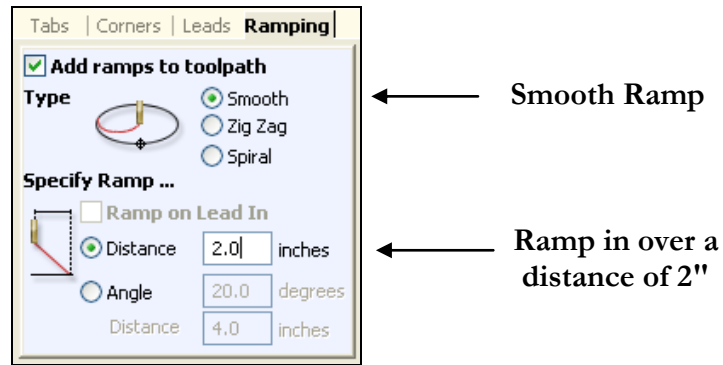 Tabs | Corners | Leads Ramping
Add ramps to toolpath
Type
Smooth
Zig Zag
Spiral
Smooth Ramp
Specify Ramp ...
Ramp on Lead In
Distance 2.0 inches
Angle 20.0 degrees
Distance 4.0 inches
Ramp in over a
distance of 2"